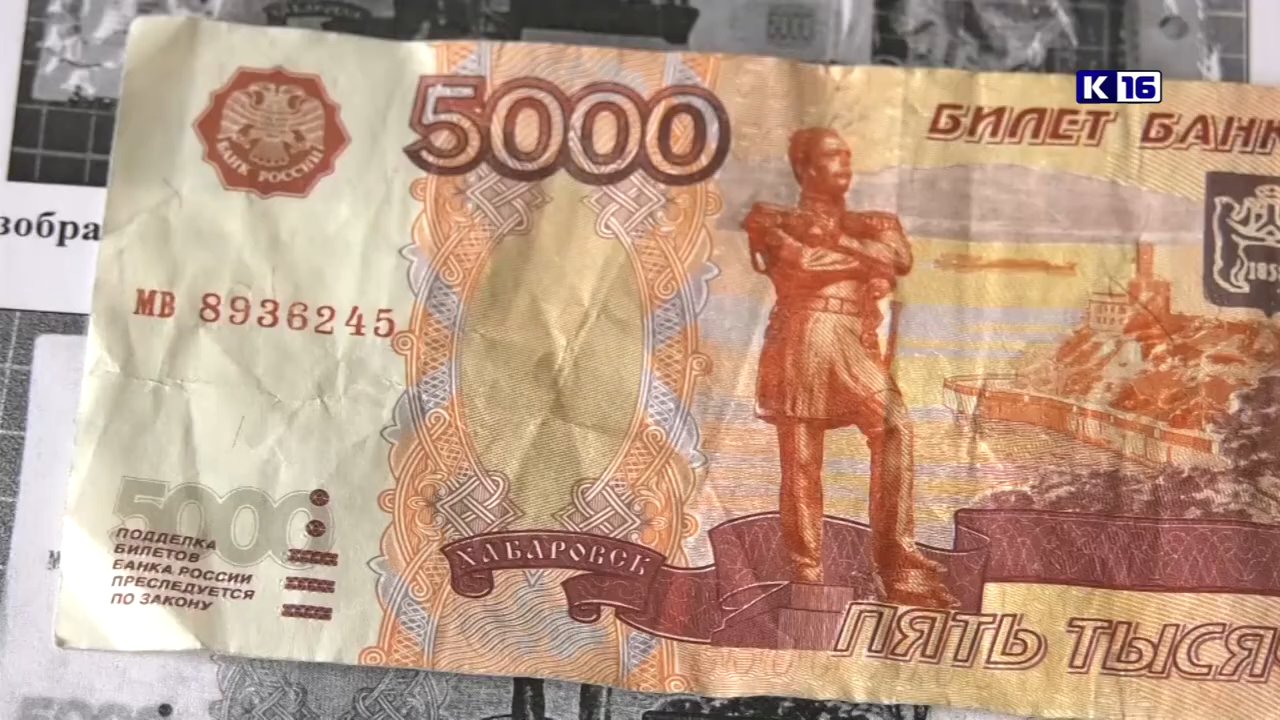 K 16
5000
БИЛЕТ БАНК
БАНК РОССИИ
зобра
МВ 8936245
5000
ПОДДЕЛКА
БИЛЕТОВ
БАНКА РОССИИ
ПРЕСЛЕДУЕТСЯ
ПО ЗАКОНУ
ХАБАРОВСК
ПЯТЬ ТЫСЯ